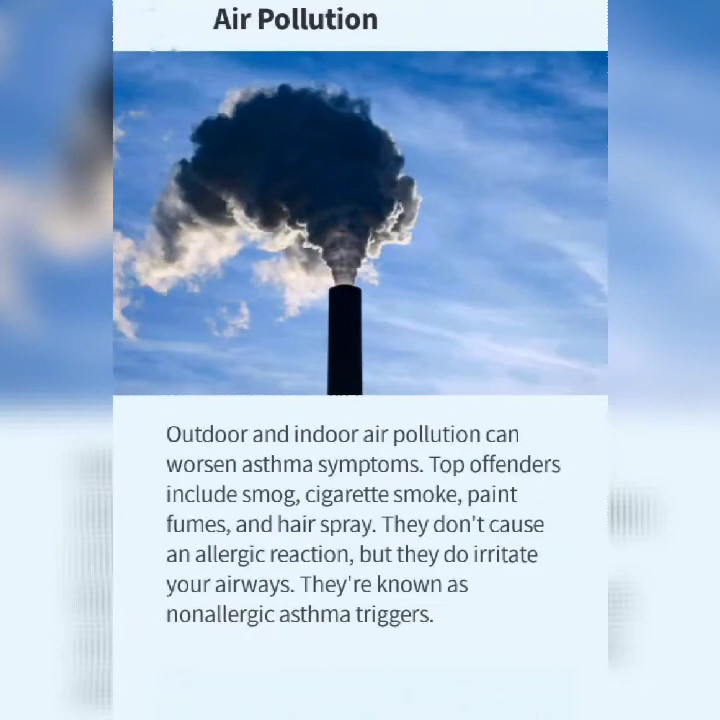 Air Pollution
Outdoor and indoor air pollution can
worsen asthma symptoms. Top offenders
include smog, cigarette smoke, paint
fumes, and hair spray. They don't cause
an allergic reaction, but they do irritate
your airways. They're known as
nonallergic asthma triggers.